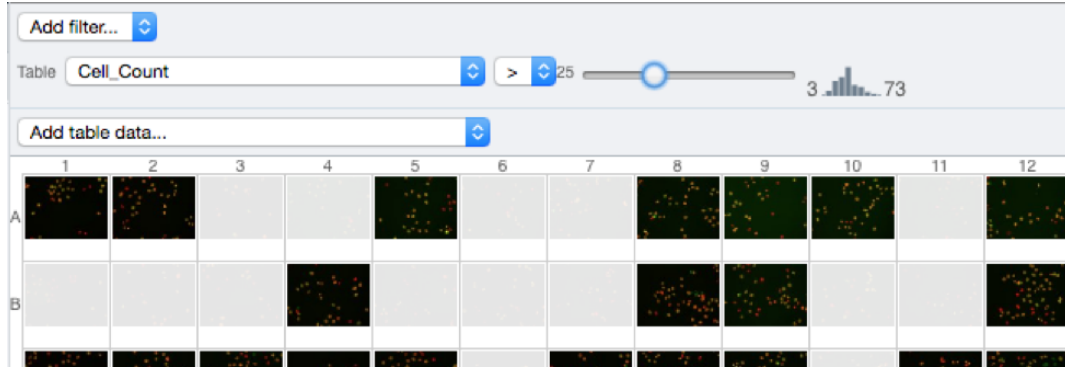 Add filter...
Table Cell_Count > 25 3 73
Add table data...
1 2 3 4 5 6 7 8 9 10 11 12
A
B